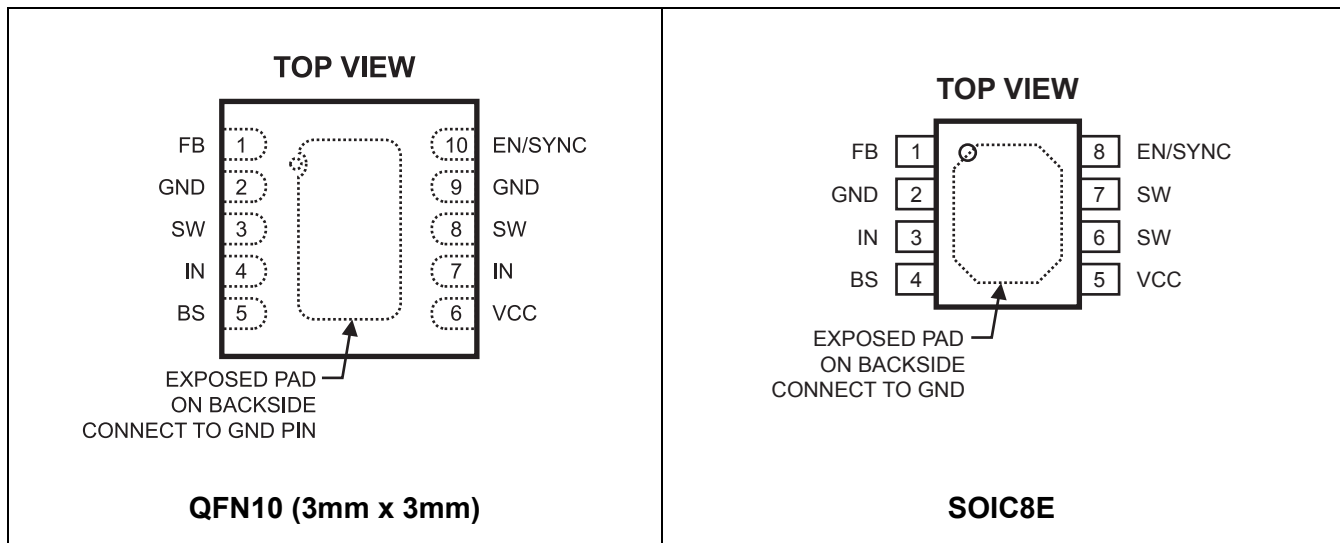 TOP VIEW
FB 1 10 EN/SYNC
GND 2 9 GND
SW 3 8 SW
IN 4 7 IN
BS 5 6 VCC
EXPOSED PAD
ON BACKSIDE
CONNECT TO GND PIN
QFN10 (3mm x 3mm)
TOP VIEW
FB 1 8 EN/SYNC
GND 2 7 SW
IN 3 6 SW
BS 4 5 VCC
EXPOSED PAD
ON BACKSIDE
CONNECT TO GND
SOIC8E